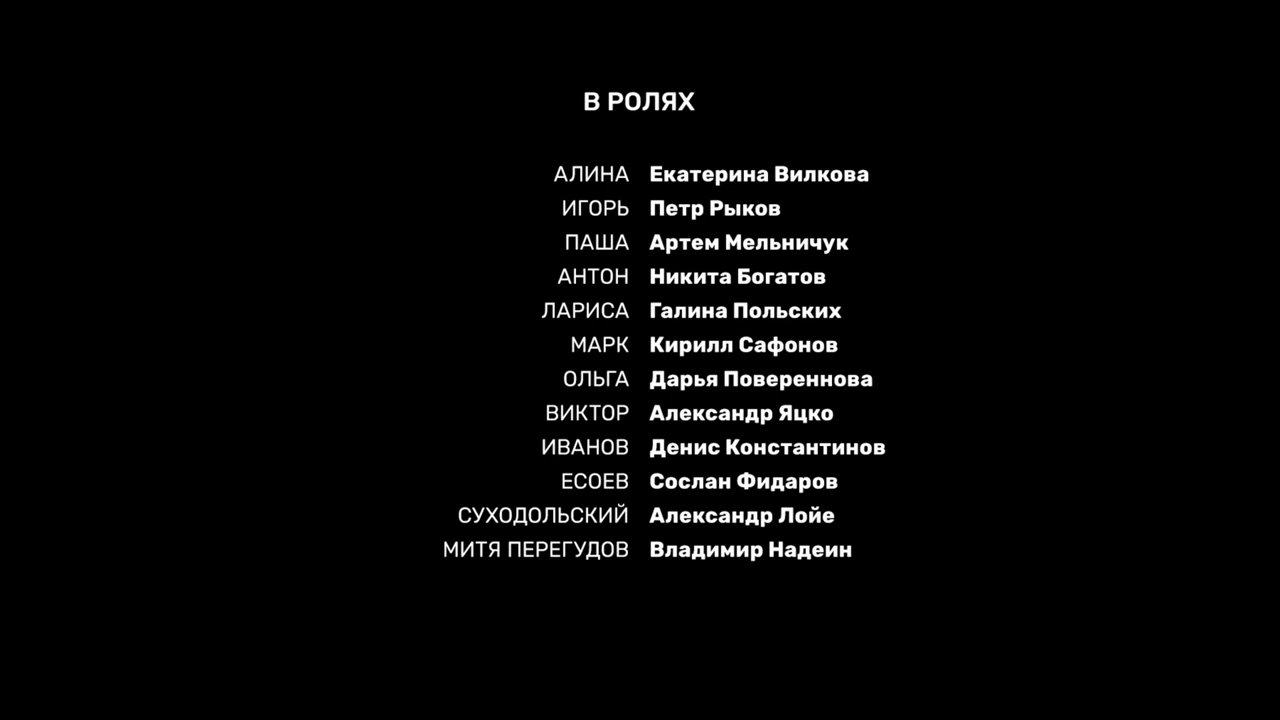 В РОЛЯХ
АЛИНА Екатерина Вилкова
ИГОРЬ Петр Рыков
ПАША Артем Мельничук
АНТОН Никита Богатов
ЛАРИСА Галина Польских
МАРК Кирилл Сафонов
ОЛЬГА Дарья Повереннова
ВИКТОР Александр Яцко
ИВАНОВ Денис Константинов
ЕСОЕВ Сослан Фидаров
СУХОДОЛЬСКИЙ Александр Лойе
МИТЯ ПЕРЕГУДОВ Владимир Надеин